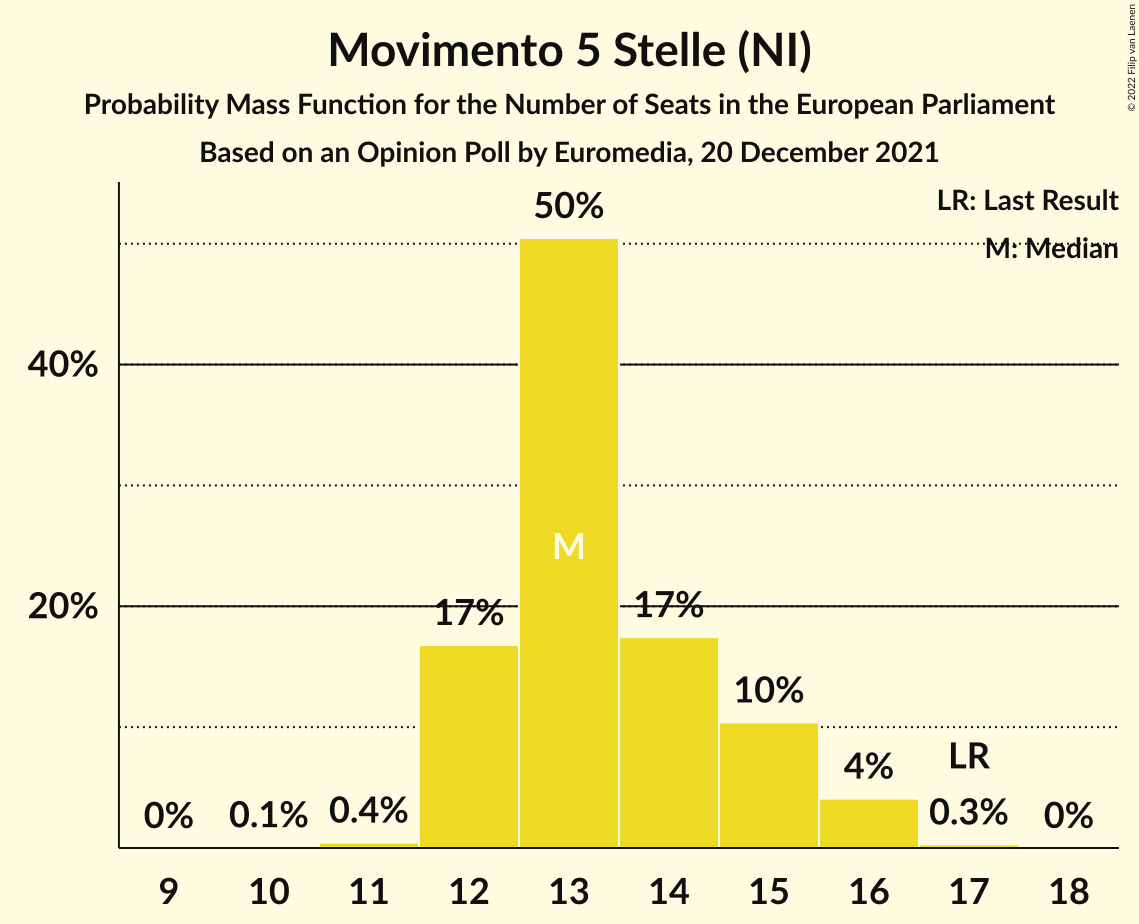 Movimento 5 Stelle (NI)
Probability Mass Function for the Number of Seats in the European Parliament
Based on an Opinion Poll by Euromedia, 20 December 2021
© 2022 Filip van Laenen
LR: Last Result
M: Median
50%
40%
M
20%
17%
17%
10%
4%
LR
0%
0.1%
0.4%
0.3%
0%
9 10 11 12 13 14 15 16 17 18